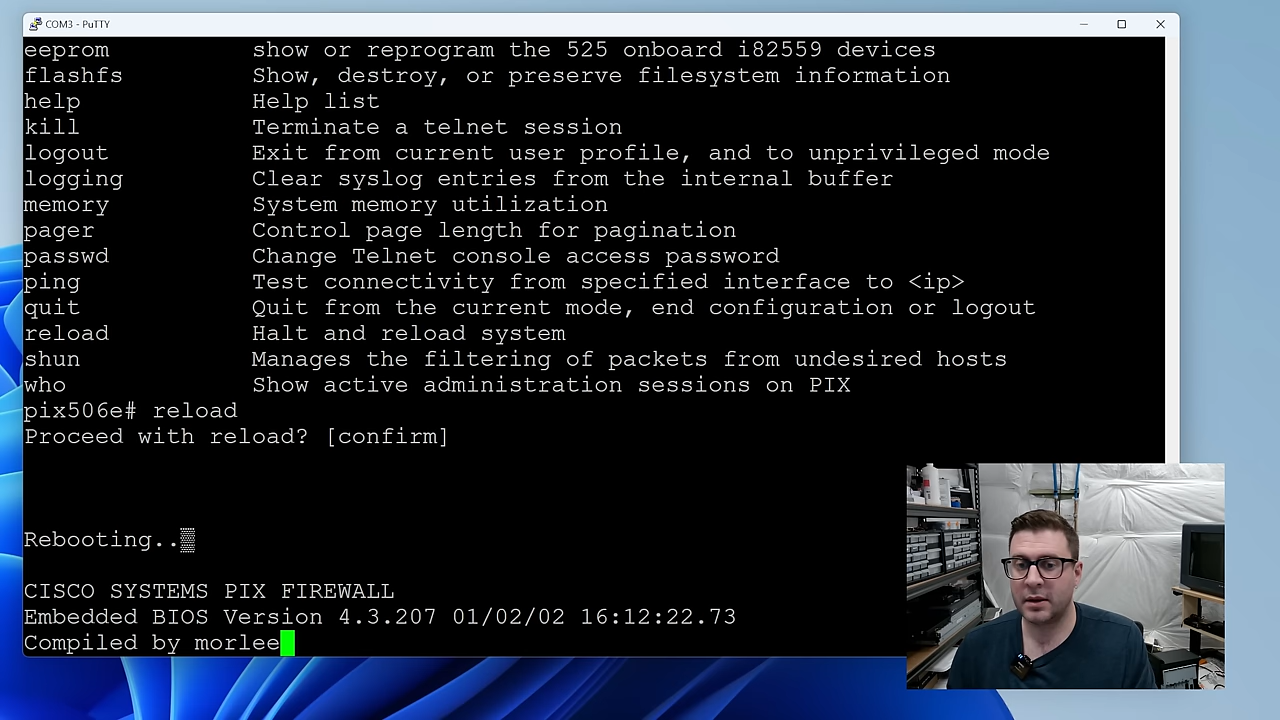 COM3 - PuTTY
eeprom show or reprogram the 525 onboard i82559 devices
flashfs Show, destroy, or preserve filesystem information
help Help list
kill Terminate a telnet session
logout Exit from current user profile, and to unprivileged mode
logging Clear syslog entries from the internal buffer
memory System memory utilization
pager Control page length for pagination
passwd Change Telnet console access password
ping Test connectivity from specified interface to <ip>
quit Quit from the current mode, end configuration or logout
reload Halt and reload system
shun Manages the filtering of packets from undesired hosts
who Show active administration sessions on PIX
pix506e# reload
Proceed with reload? [confirm]
Rebooting..▒
CISCO SYSTEMS PIX FIREWALL
Embedded BIOS Version 4.3.207 01/02/02 16:12:22.73
Compiled by morlee